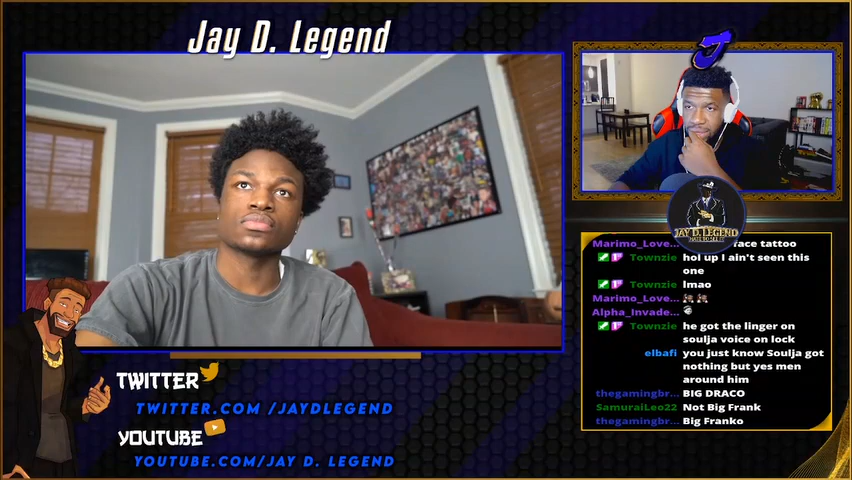 Jay D. Legend
J
JAY D. LEGEND
Marimo_Love... face tattoo
Townzie hol up I ain't seen this
one
Townzie lmao
Marimo_Love...
Alpha_Invade...
Townzie he got the linger on
soulja voice on lock
elbafi you just know Soulja got
nothing but yes men
around him
thegamingbr... BIG DRACO
SamuraiLeo22 Not Big Frank
thegamingbr... Big Franko
TWITTER
TWITTER.COM /JAYDLEGEND
YOUTUBE
YOUTUBE.COM/JAY D. LEGEND